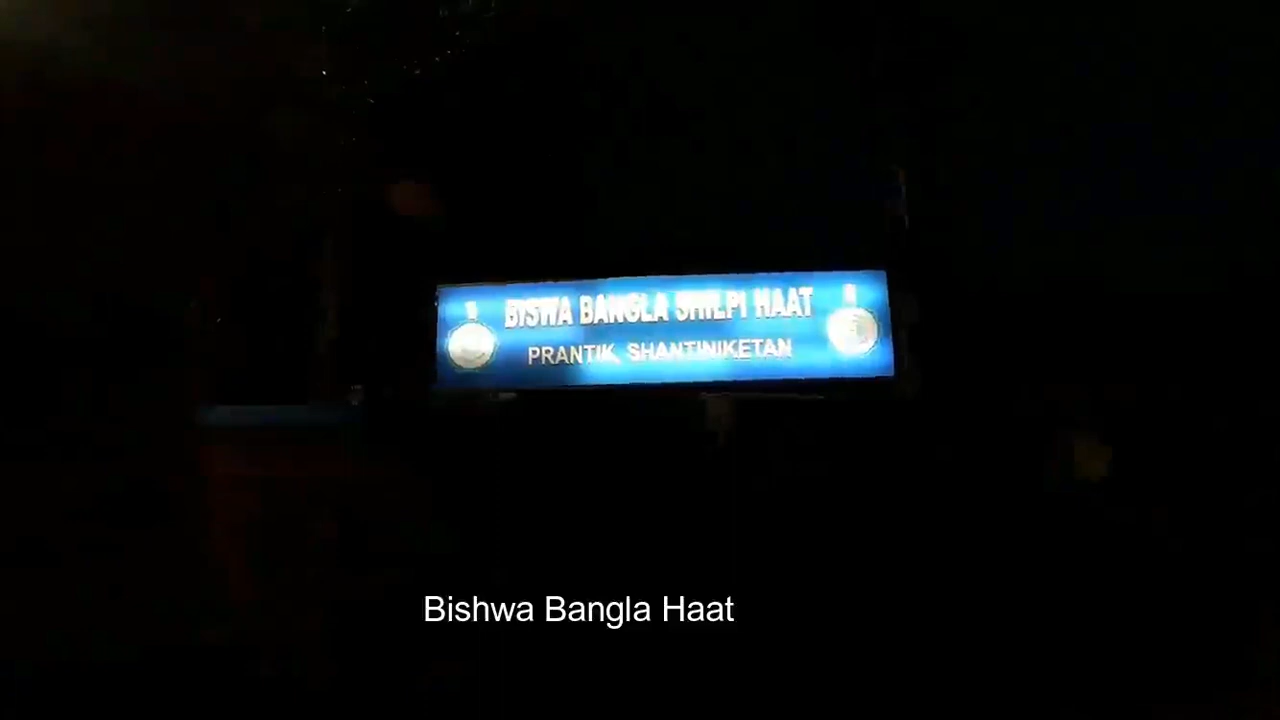 BISWA BANGLA SHILPI HAAT
PRANTIK, SHANTINIKETAN
Bishwa Bangla Haat